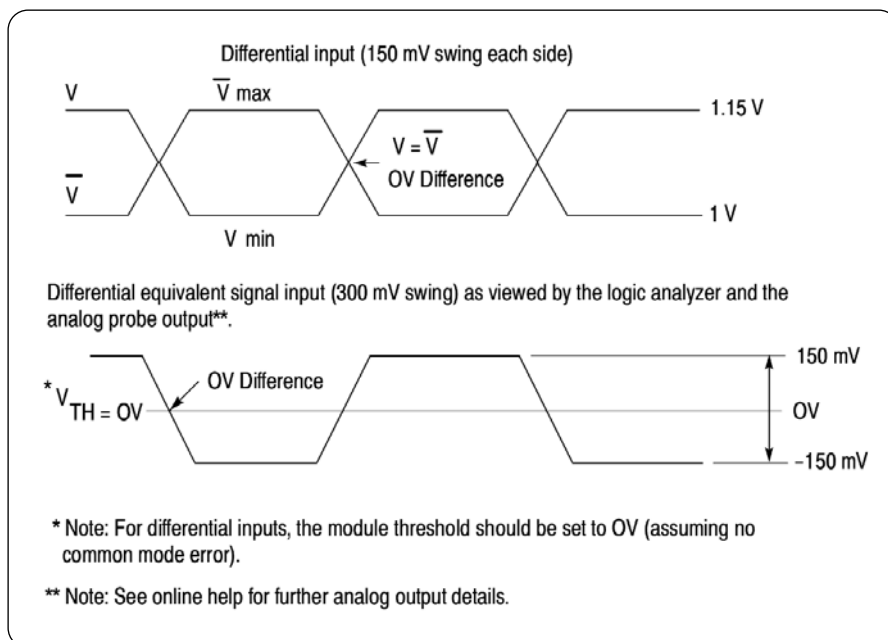 Differential input (150 mV swing each side)
V
V̅ max
1.15 V
V = V̅
OV Difference
V̅
1 V
V min
Differential equivalent signal input (300 mV swing) as viewed by the logic analyzer and the
analog probe output**.
150 mV
OV Difference
* V TH = OV
OV
–150 mV
* Note: For differential inputs, the module threshold should be set to OV (assuming no
common mode error).
** Note: See online help for further analog output details.